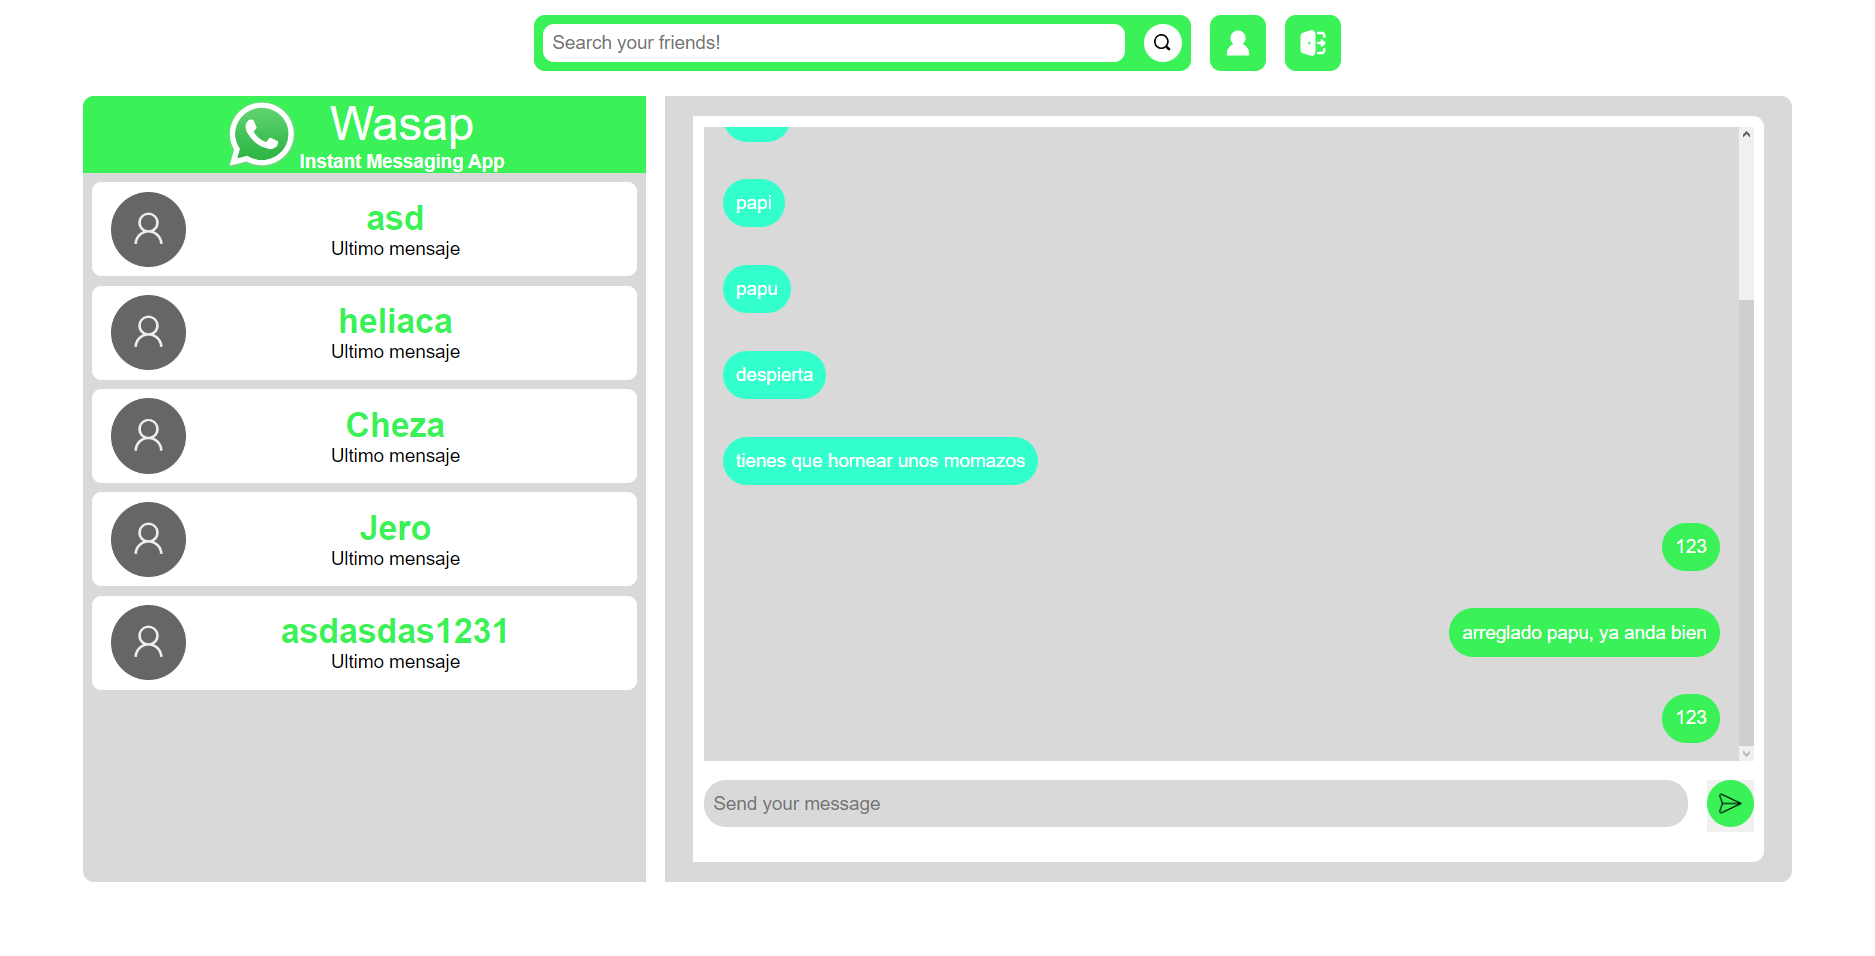 Search your friends!
Wasap
Instant Messaging App
asd
Ultimo mensaje
heliaca
Ultimo mensaje
Cheza
Ultimo mensaje
Jero
Ultimo mensaje
asdasdas1231
Ultimo mensaje
papi
papu
despierta
tienes que hornear unos momazos
123
arreglado papu, ya anda bien
123
Send your message